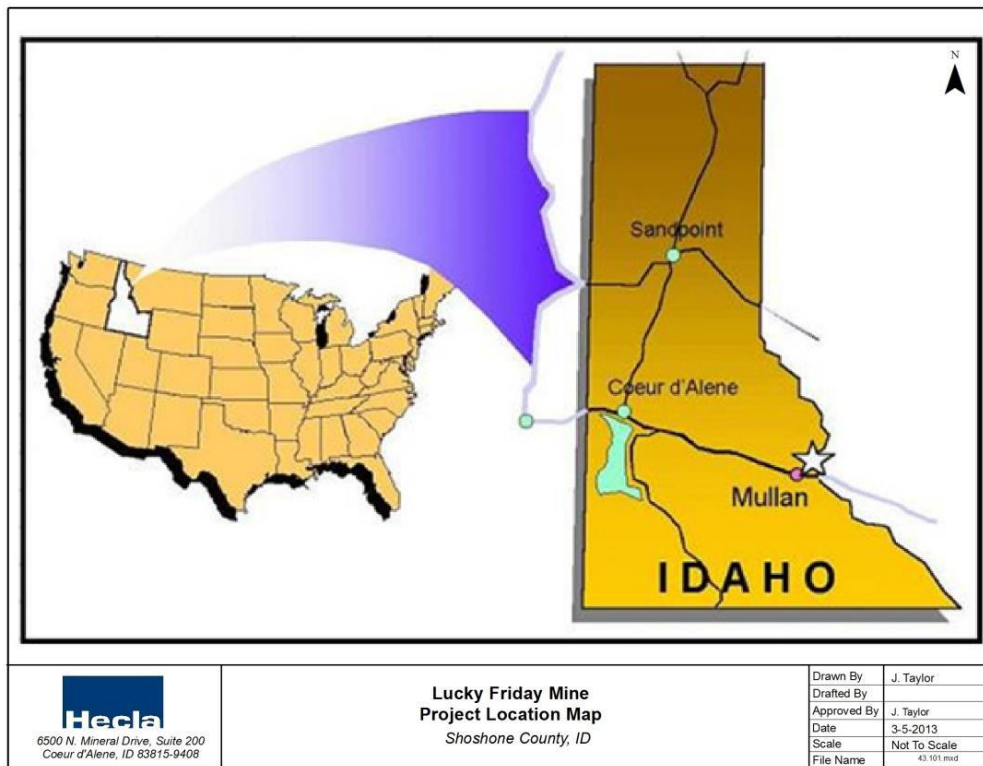 N
Sandpoint
Coeur d'Alene
Mullan
IDAHO
Hecla
6500 N. Mineral Drive, Suite 200
Coeur d'Alene, ID 83815-9408
Lucky Friday Mine
Project Location Map
Shoshone County, ID
Drawn By J. Taylor
Drafted By
Approved By J. Taylor
Date 3-5-2013
Scale Not To Scale
File Name 43.101.mxd